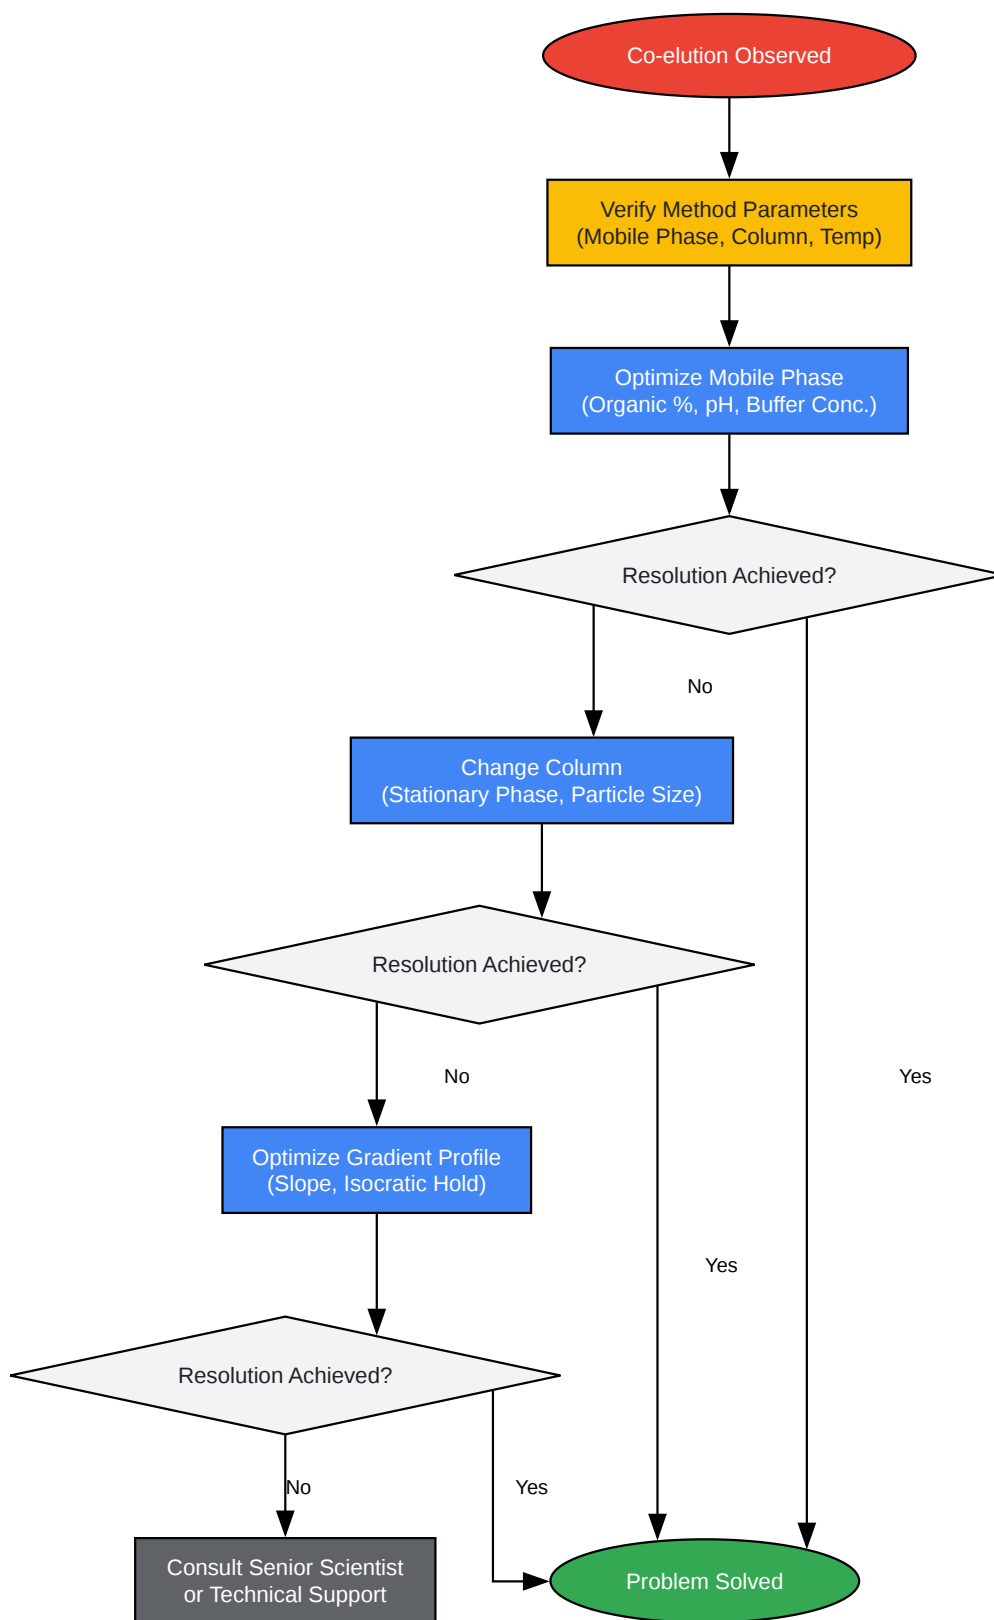 Co-elution Observed
Verify Method Parameters
(Mobile Phase, Column, Temp)
Optimize Mobile Phase
(Organic %, pH, Buffer Conc.)
Resolution Achieved?
No
Change Column
(Stationary Phase, Particle Size)
Resolution Achieved?
No
Yes
Optimize Gradient Profile
(Slope, Isocratic Hold)
Yes
Resolution Achieved?
No
Yes
Consult Senior Scientist
or Technical Support
Problem Solved